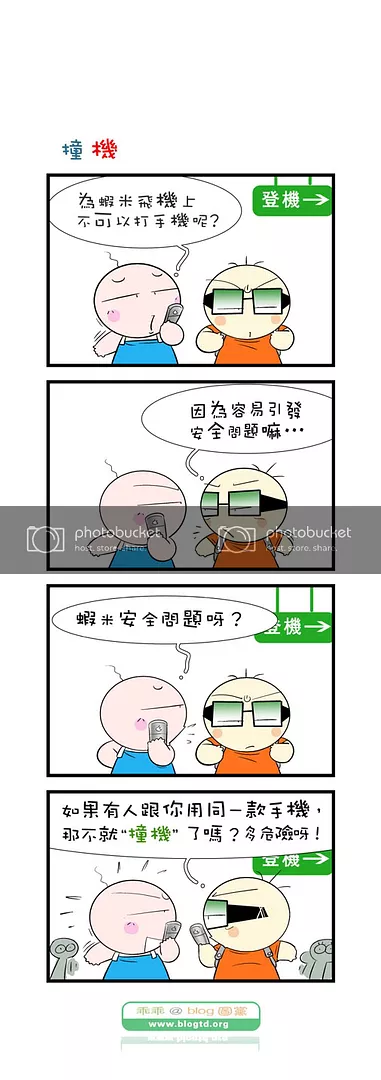 撞機
登機→
為蝦米飛機上
不可以打手機呢?
因為容易引發
安全問題嘛…
photobucket photobucket
host. store. share. host. store. share.
蝦米安全問題呀?
登機→
如果有人跟你用同一款手機，
那不就“撞機”了嗎?多危險呀!
登機→
乖乖@blog圖黨
www.blogtd.org